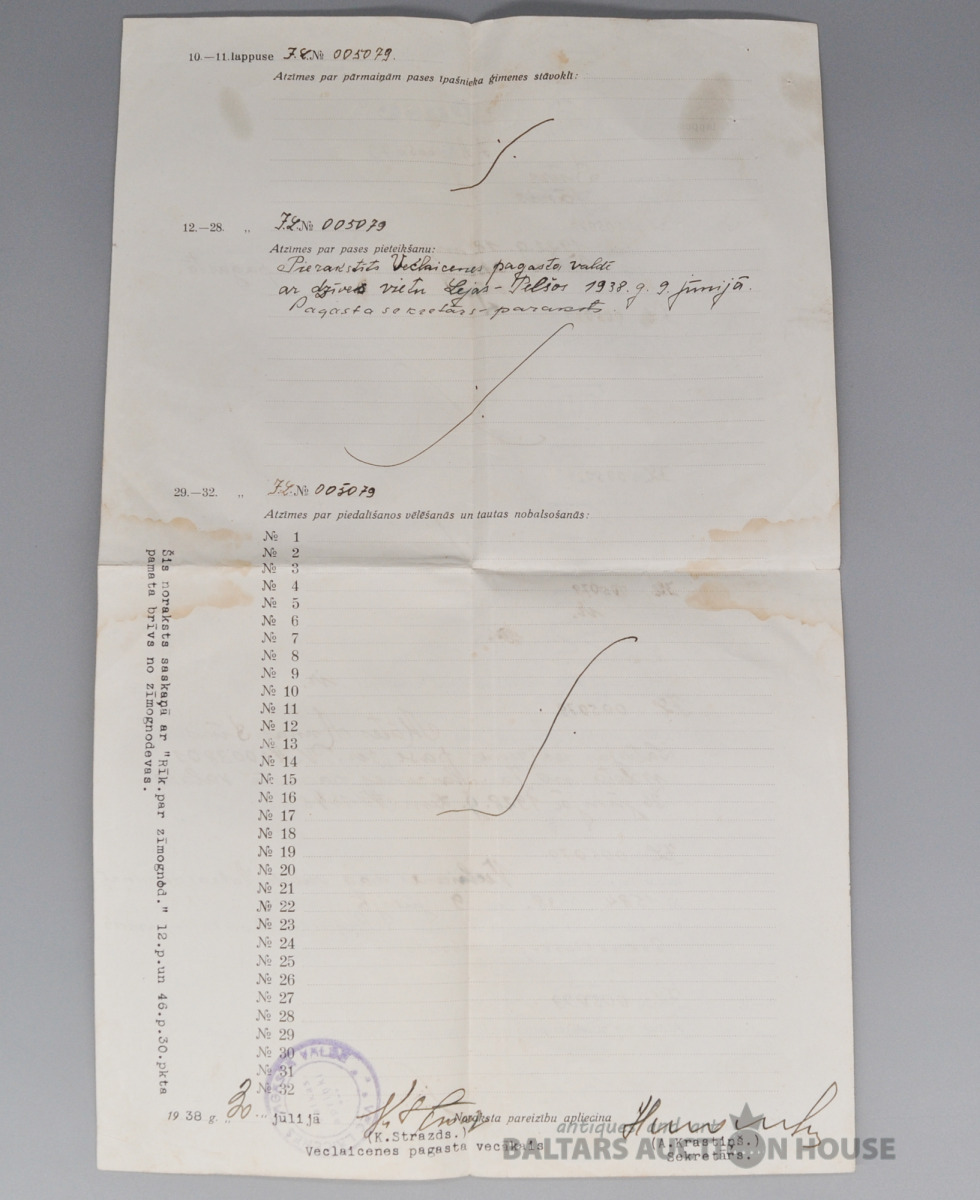 10.—11.lappuse J.Z.№ 005079.
Atzīmes par pārmaiņām pases īpašnieka ģimenes stāvoklī:
12.—28. „ J.Z.№ 005079
Atzīmes par pases pieteikšanu:
Pierakstīts Veclaicenes pagasta valdē
ar dzīves vietu Lejas-Pelšos 1938.g. 9. jūnijā.
Pagasta sekretārs-paraksts.
29.—32. „ J.Z.№ 005079
Atzīmes par piedalīšanos vēlēšanās un tautas nobalsošanās:
№ 1
№ 2
№ 3
№ 4
№ 5
№ 6
№ 7
№ 8
№ 9
№ 10
№ 11
№ 12
№ 13
№ 14
№ 15
№ 16
№ 17
№ 18
№ 19
№ 20
№ 21
№ 22
№ 23
№ 24
№ 25
№ 26
№ 27
№ 28
№ 29
№ 30
№ 31
№ 32
Šis noraksts saskaņā ar "Rīk.par zīmognod." 12.p.un 46.p.30.pkta
pamata brīvs no zīmognodevas.
1938 g. „30„ jūlijā Noraksta pareizību apliecina
(K.Strazds.) (A.Krastiņš.)
Veclaicenes pagasta vecākais Sekretārs.
BALTARS AUCTION HOUSE